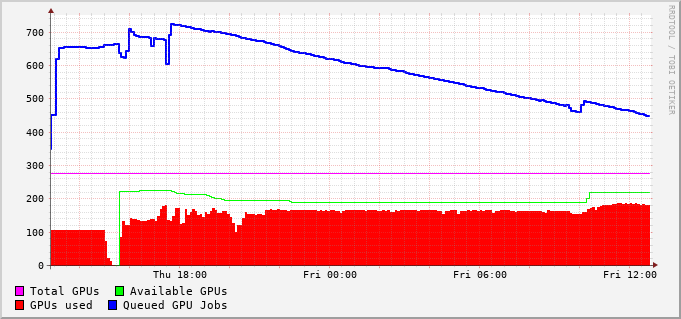 700
600
500
400
300
200
100
0
Thu 18:00 Fri 00:00 Fri 06:00 Fri 12:00
Total GPUs Available GPUs
GPUs used Queued GPU Jobs
RRDTOOL / TOBI OETIKER